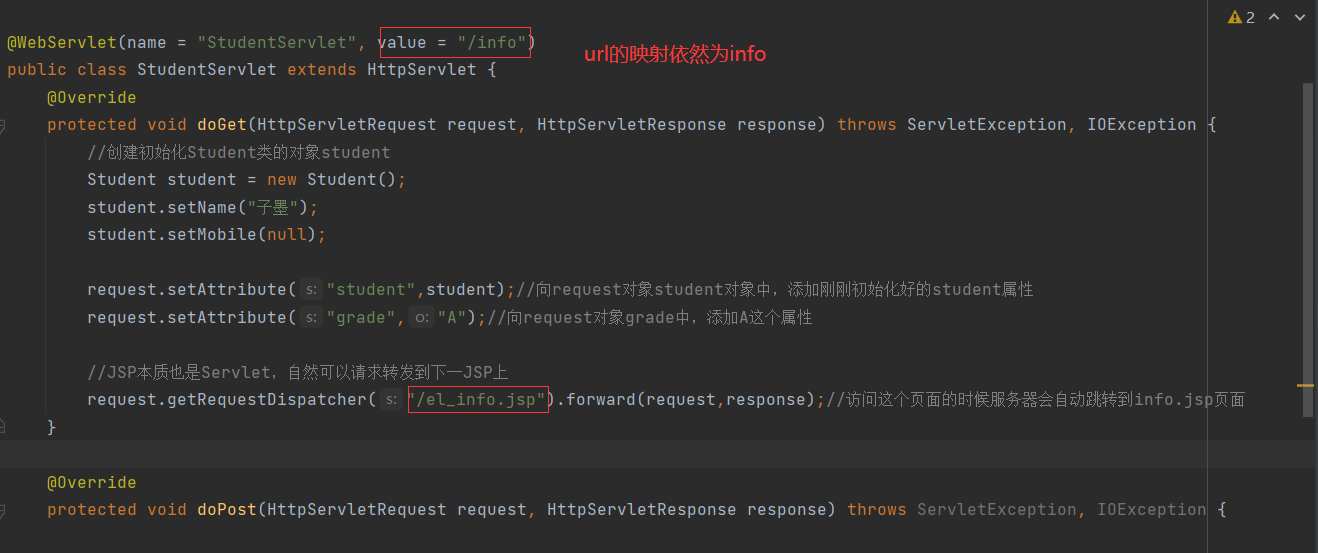 2
@WebServlet(name = "StudentServlet", value = "/info")
url的映射依然为info
public class StudentServlet extends HttpServlet {
@Override
protected void doGet(HttpServletRequest request, HttpServletResponse response) throws ServletException, IOException {
//创建初始化Student类的对象student
Student student = new Student();
student.setName("子墨");
student.setMobile(null);
request.setAttribute( s: "student",student);//向request对象student对象中，添加刚刚初始化好的student属性
request.setAttribute( s: "grade", o: "A");//向request对象grade中，添加A这个属性
//JSP本质也是Servlet，自然可以请求转发到下一JSP上
request.getRequestDispatcher( s: "/el_info.jsp").forward(request,response);//访问这个页面的时候服务器会自动跳转到info.jsp页面
}
@Override
protected void doPost(HttpServletRequest request, HttpServletResponse response) throws ServletException, IOException {